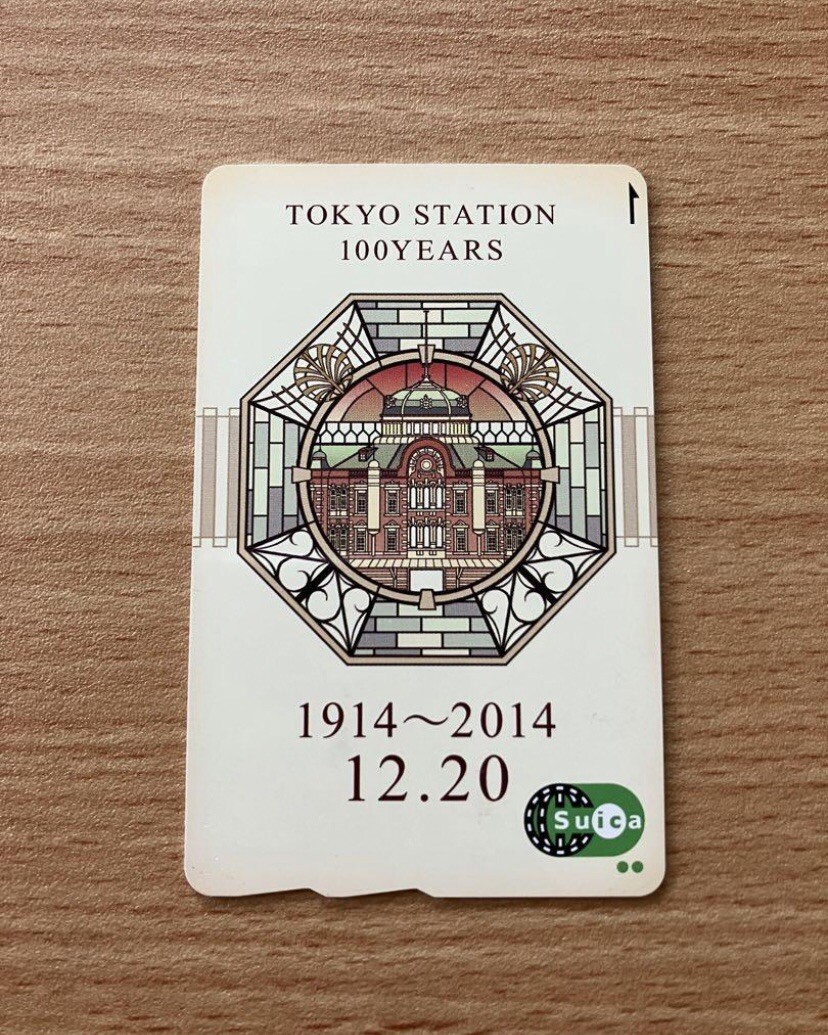 TOKYO STATION
100YEARS
1914～2014
12.20
Suica